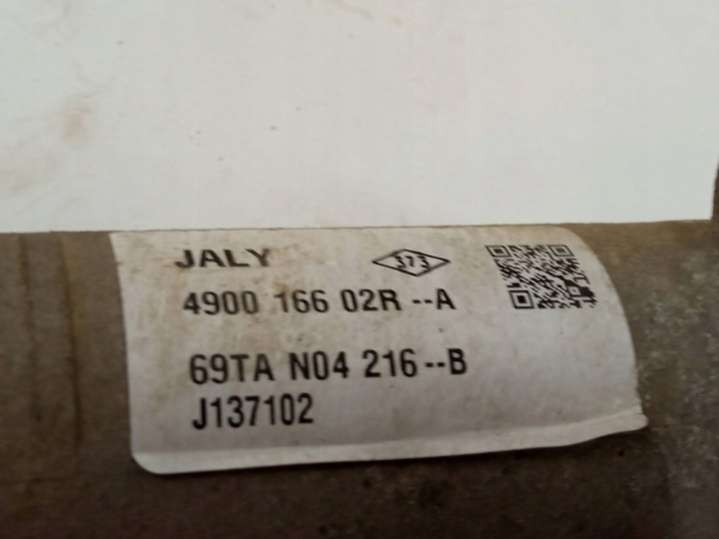 JALY 373
4900 166 02R --A
69TA N04 216--B
J137102